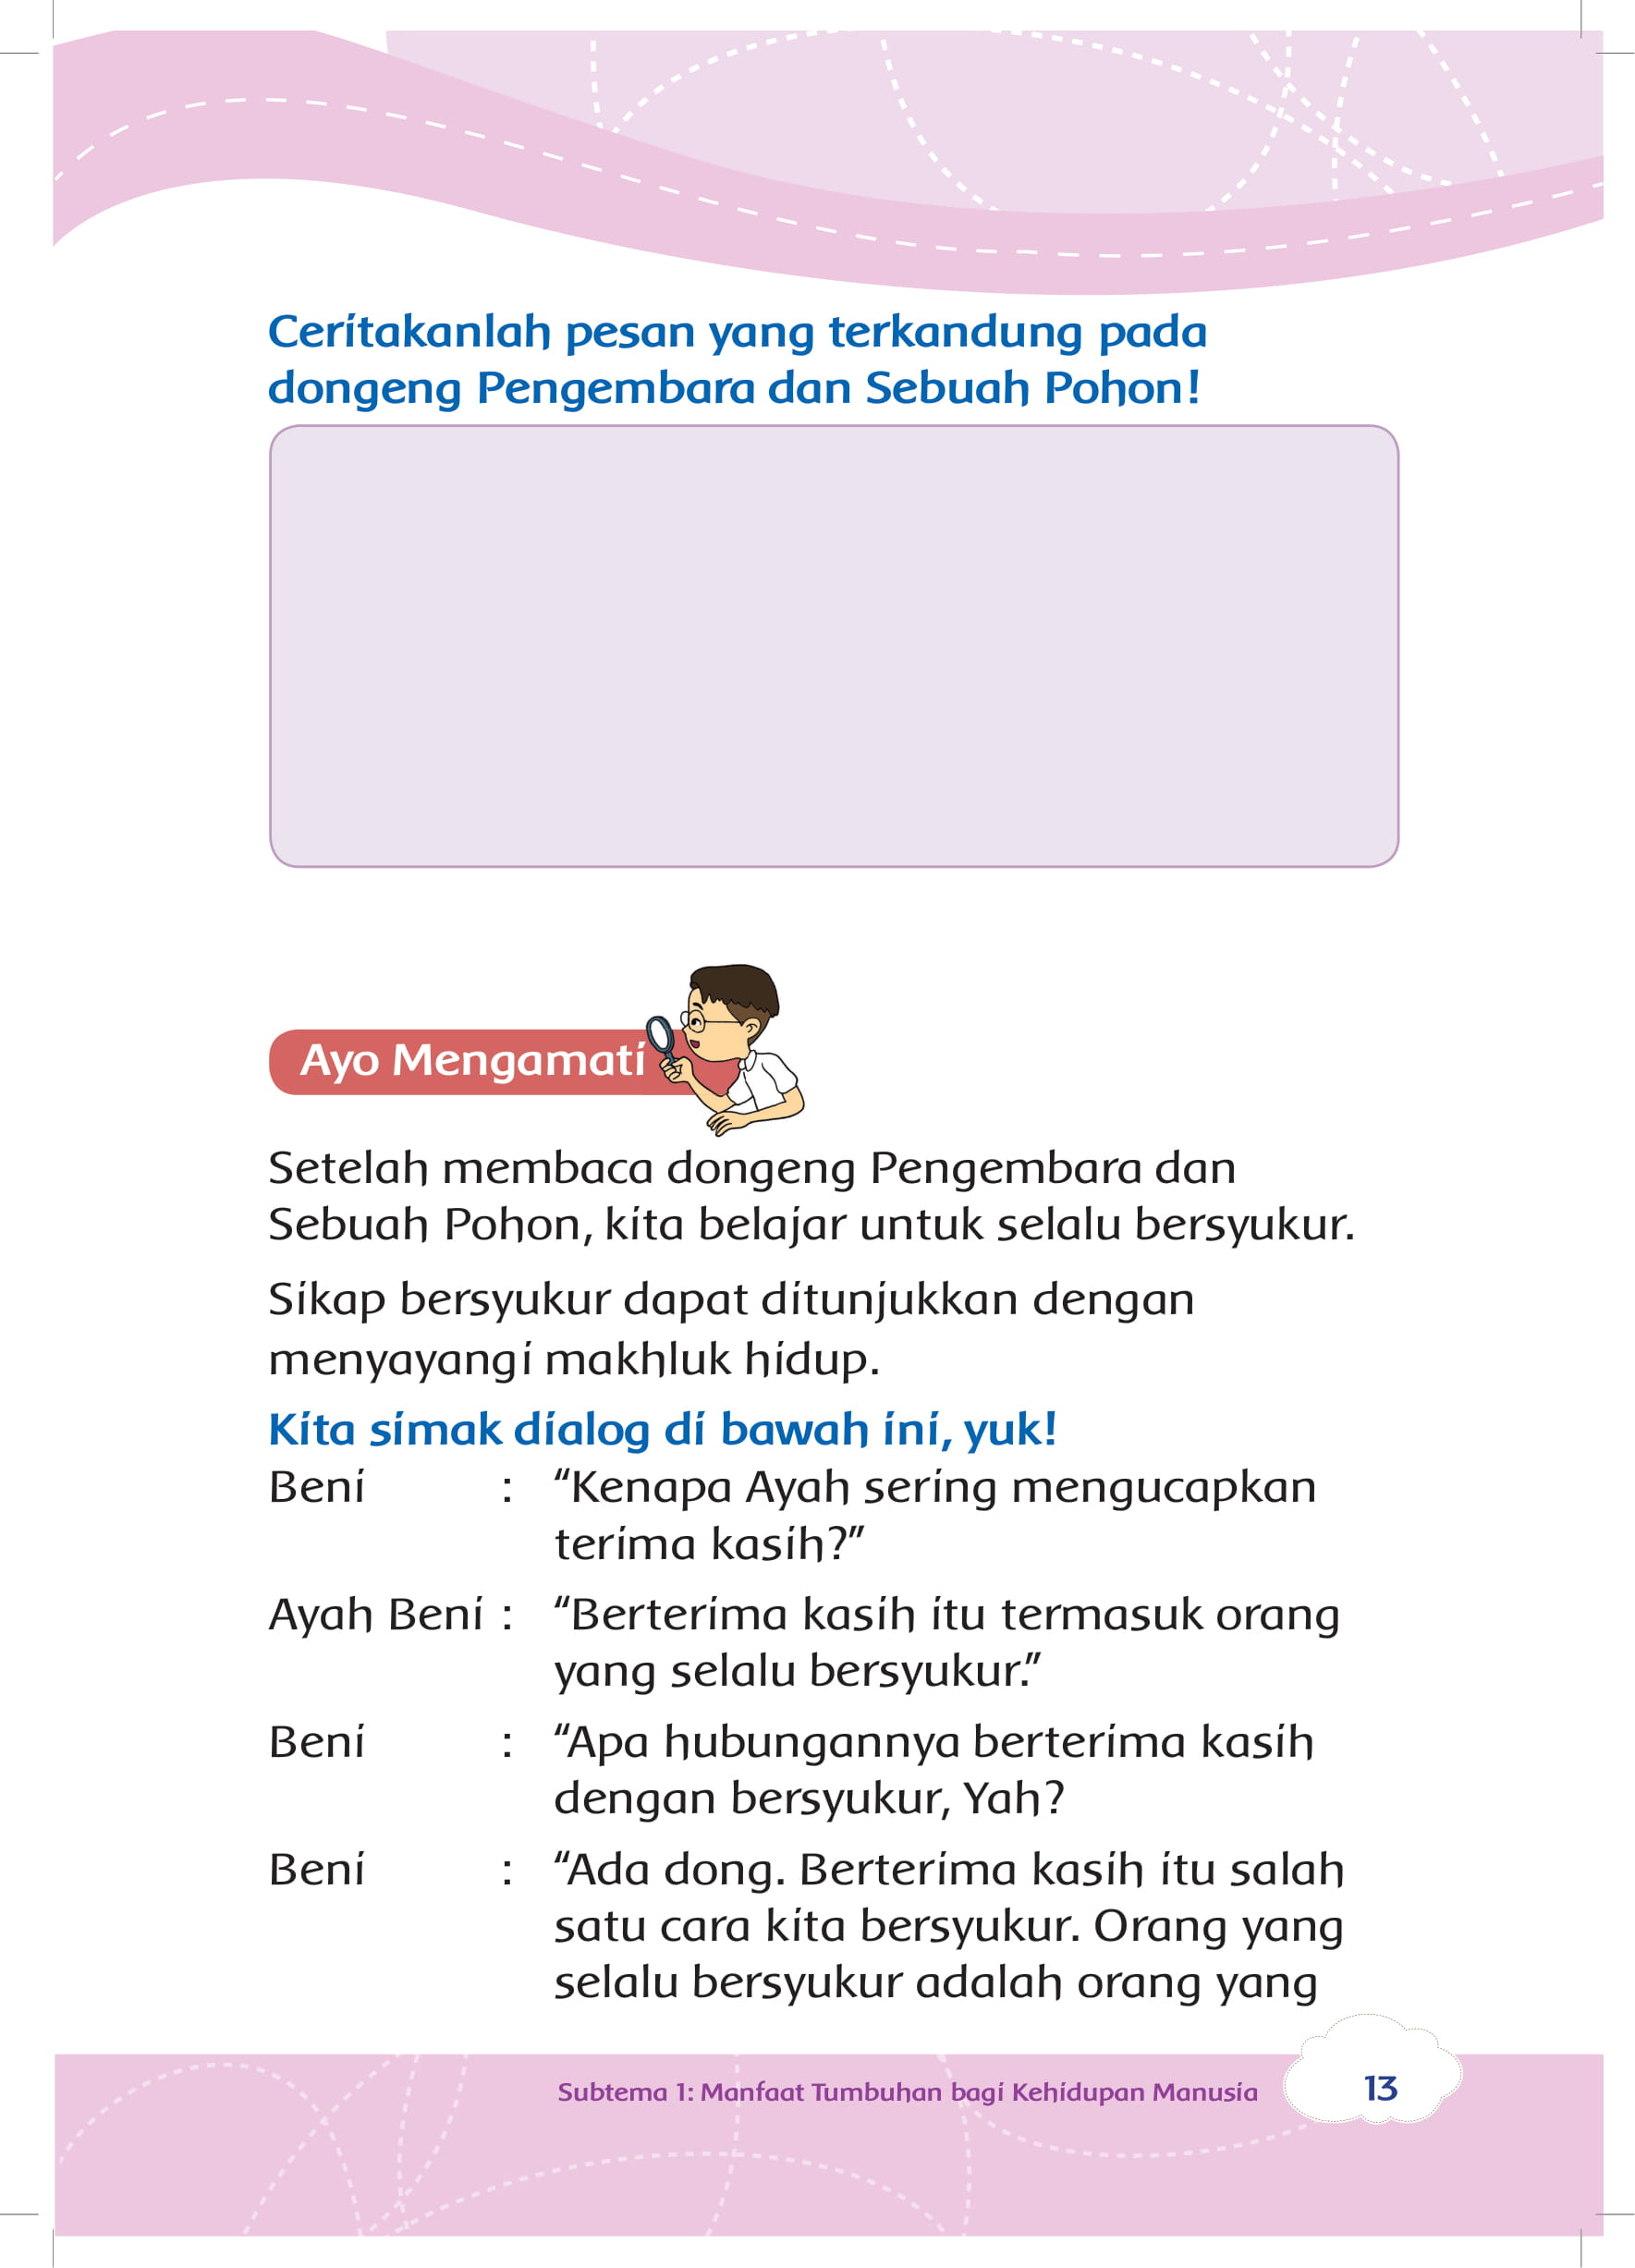 Ceritakanlah pesan yang terkandung pada
dongeng Pengembara dan Sebuah Pohon!
Ayo Mengamati
Setelah membaca dongeng Pengembara dan
Sebuah Pohon, kita belajar untuk selalu bersyukur.
Sikap bersyukur dapat ditunjukkan dengan
menyayangi makhluk hidup.
Kita simak dialog di bawah ini, yuk!
Beni : “Kenapa Ayah sering mengucapkan
terima kasih?”
Ayah Beni : “Berterima kasih itu termasuk orang
yang selalu bersyukur.”
Beni : “Apa hubungannya berterima kasih
dengan bersyukur, Yah?
Beni : “Ada dong. Berterima kasih itu salah
satu cara kita bersyukur. Orang yang
selalu bersyukur adalah orang yang
Subtema 1: Manfaat Tumbuhan bagi Kehidupan Manusia 13